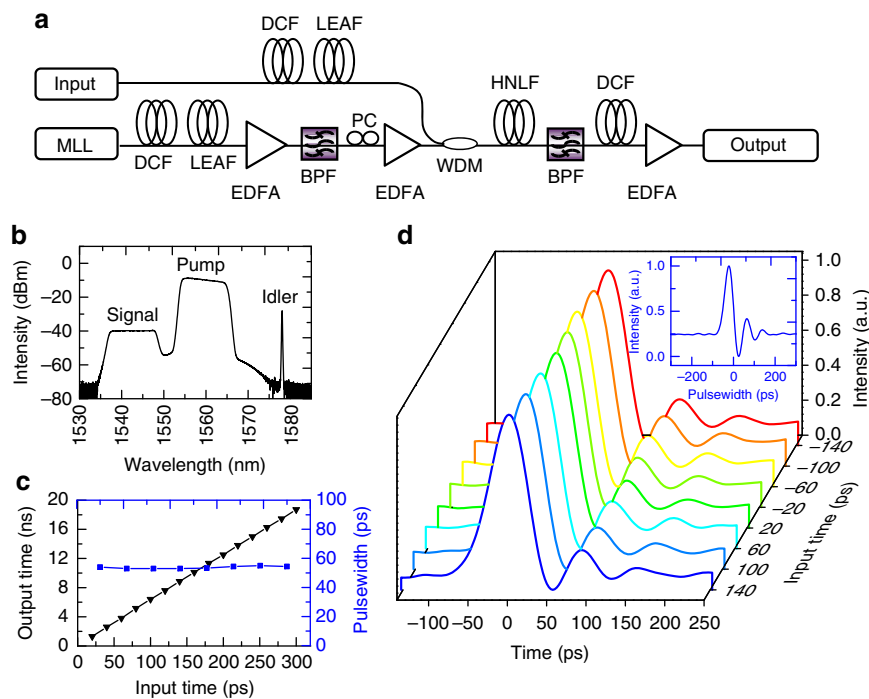 a
DCF LEAF
Input
HNLF DCF
MLL
PC
Output
DCF LEAF
BPF
WDM
BPF
EDFA
EDFA
EDFA
b
0
−20
−40
−60
−80
Intensity (dBm)
Signal
Pump
Idler
1530 1540 1550 1560 1570 1580
Wavelength (nm)
c
20
16
12
8
4
0
Output time (ns)
100
80
60
40
20
0
Pulsewidth (ps)
0 50 100 150 200 250 300
Input time (ps)
d
1.0
0.5
0.0
Intensity (a.u.)
−200 0 200
Pulsewidth (ps)
1.0
0.8
0.6
0.4
0.2
0.0
Intensity (a.u.)
−140
−100
−60
−20
20
60
100
140
Input time (ps)
−100 −50 0 50 100 150 200 250
Time (ps)